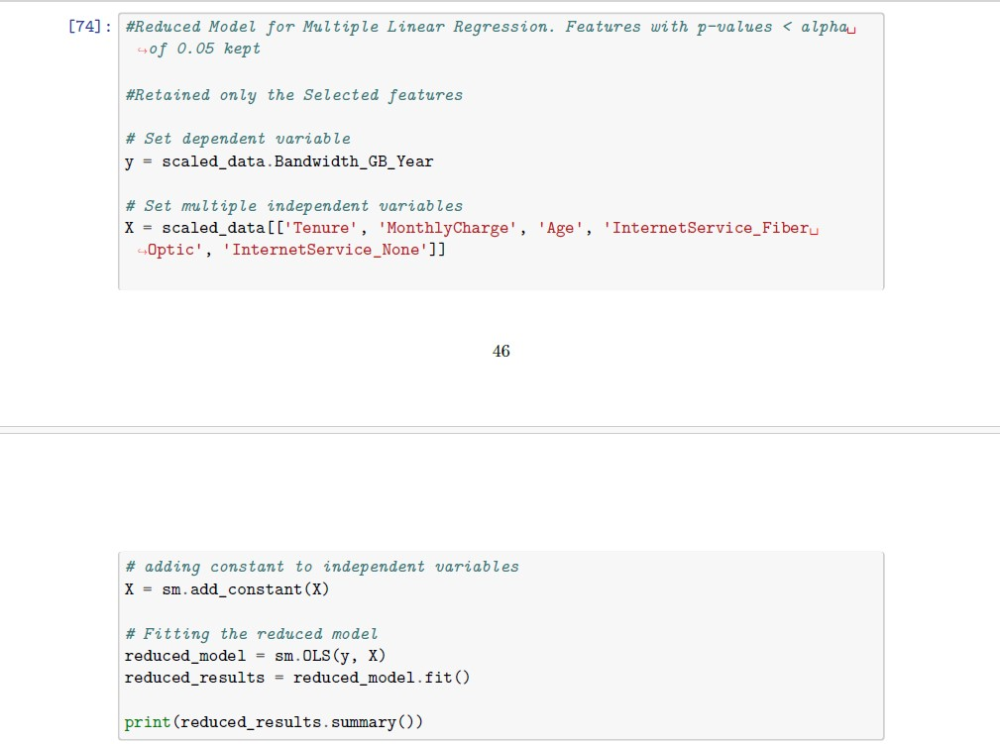 [74]: #Reduced Model for Multiple Linear Regression. Features with p-values < alpha␣
↪of 0.05 kept
#Retained only the Selected features
# Set dependent variable
y = scaled_data.Bandwidth_GB_Year
# Set multiple independent variables
X = scaled_data[['Tenure', 'MonthlyCharge', 'Age', 'InternetService_Fiber␣
↪Optic', 'InternetService_None']]
46
# adding constant to independent variables
X = sm.add_constant(X)
# Fitting the reduced model
reduced_model = sm.OLS(y, X)
reduced_results = reduced_model.fit()
print(reduced_results.summary())